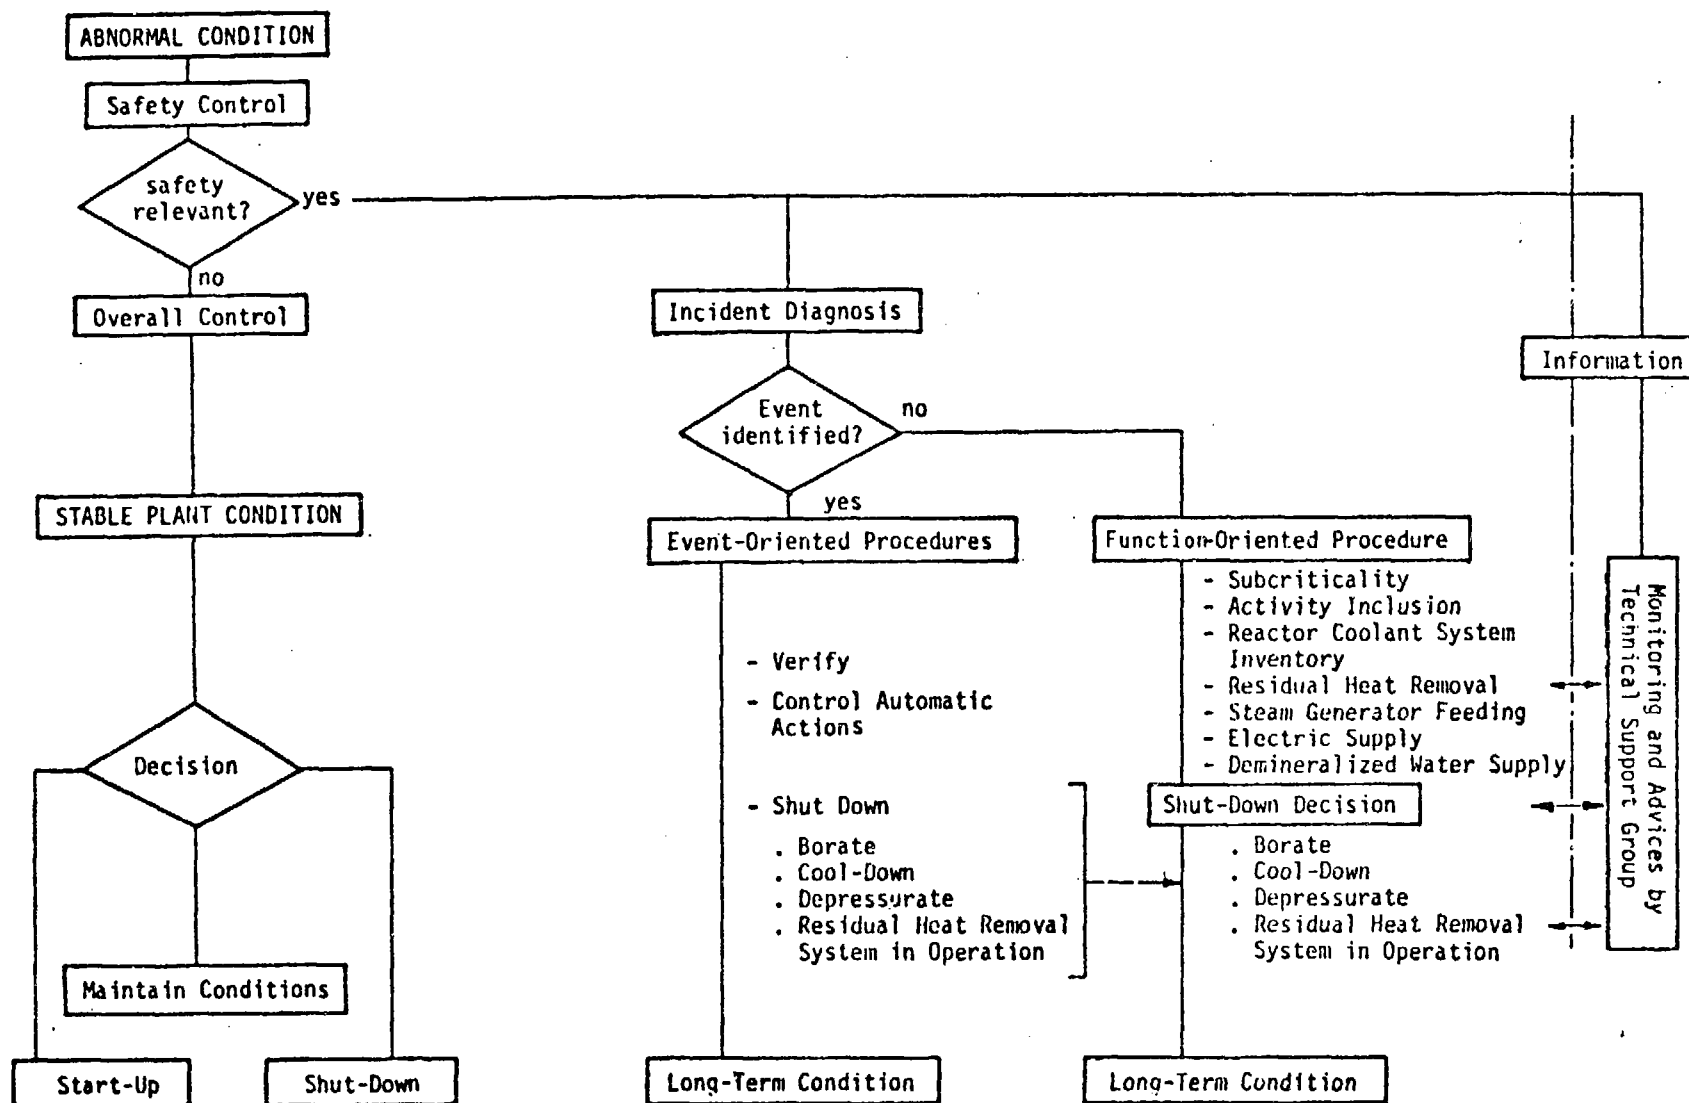 ABNORMAL CONDITION
Safety Control
safety
relevant?
yes
no
Overall Control
STABLE PLANT CONDITION
Decision
Maintain Conditions
Start-Up
Shut-Down
Incident Diagnosis
Event
identified?
no
yes
Event-Oriented Procedures
- Verify
- Control Automatic
Actions
- Shut Down
. Borate
. Cool-Down
. Depressurate
. Residual Heat Removal
System in Operation
Long-Term Condition
Function-Oriented Procedure
- Subcriticality
- Activity Inclusion
- Reactor Coolant System
Inventory
- Residual Heat Removal
- Steam Generator Feeding
- Electric Supply
- Demineralized Water Supply
Shut-Down Decision
. Borate
. Cool-Down
. Depressurate
. Residual Heat Removal
System in Operation
Long-Term Condition
Information
Monitoring and Advices by
Technical Support Group